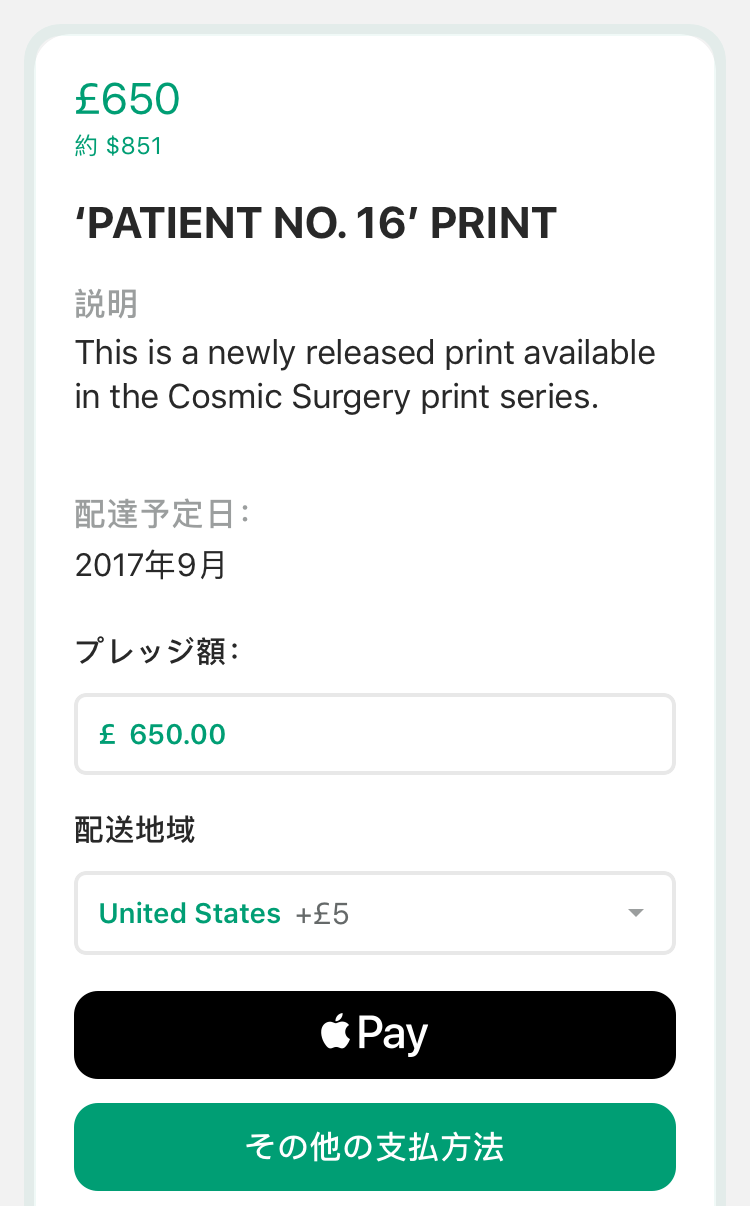 £650
約 $851
‘PATIENT NO. 16’ PRINT
説明
This is a newly released print available
in the Cosmic Surgery print series.
配達予定日：
2017年9月
プレッジ額：
£ 650.00
配送地域
United States +£5
Pay
その他の支払方法